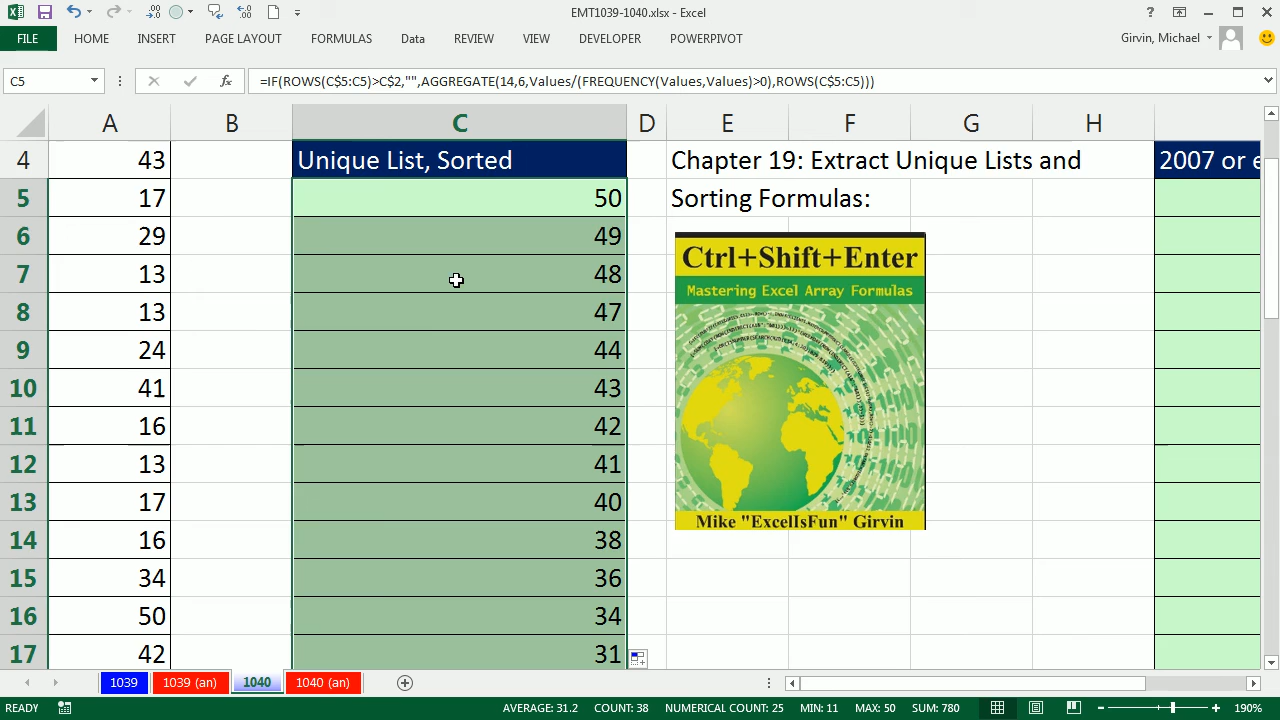 EMT1039-1040.xlsx - Excel
FILE HOME INSERT PAGE LAYOUT FORMULAS Data REVIEW VIEW DEVELOPER POWERPIVOT Girvin, Michael
C5 =IF(ROWS(C$5:C5)>C$2,"",AGGREGATE(14,6,Values/(FREQUENCY(Values,Values)>0),ROWS(C$5:C5)))
A B C D E F G H
4 43 Unique List, Sorted Chapter 19: Extract Unique Lists and 2007 or
5 17 50 Sorting Formulas:
6 29 49
Ctrl+Shift+Enter
7 13 48
Mastering Excel Array Formulas
8 13 47
9 24 44
10 41 43
11 16 42
12 13 41
13 17 40
Mike "ExcelIsFun" Girvin
14 16 38
15 34 36
16 50 34
17 42 31
1039 1039 (an) 1040 1040 (an)
READY AVERAGE: 31.2 COUNT: 38 NUMERICAL COUNT: 25 MIN: 11 MAX: 50 SUM: 780 190%